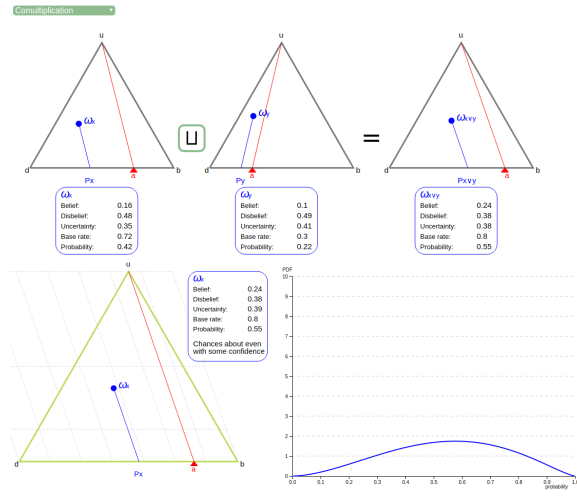 Comultiplication
u
u
u
ωx
ωy
ωx∨y
⊔
=
d
b
d
b
d
b
a
a
a
Px
Py
Px∨y
ωx
Belief: 0.16
Disbelief: 0.48
Uncertainty: 0.35
Base rate: 0.72
Probability: 0.42
ωy
Belief: 0.1
Disbelief: 0.49
Uncertainty: 0.41
Base rate: 0.3
Probability: 0.22
ωx∨y
Belief: 0.24
Disbelief: 0.38
Uncertainty: 0.38
Base rate: 0.8
Probability: 0.55
u
ωx
d
b
a
Px
ωx
Belief: 0.24
Disbelief: 0.38
Uncertainty: 0.39
Base rate: 0.8
Probability: 0.55
Chances about even
with some confidence
PDF
10
9
8
7
6
5
4
3
2
1
0
0.0 0.1 0.2 0.3 0.4 0.5 0.6 0.7 0.8 0.9 1.0
probability